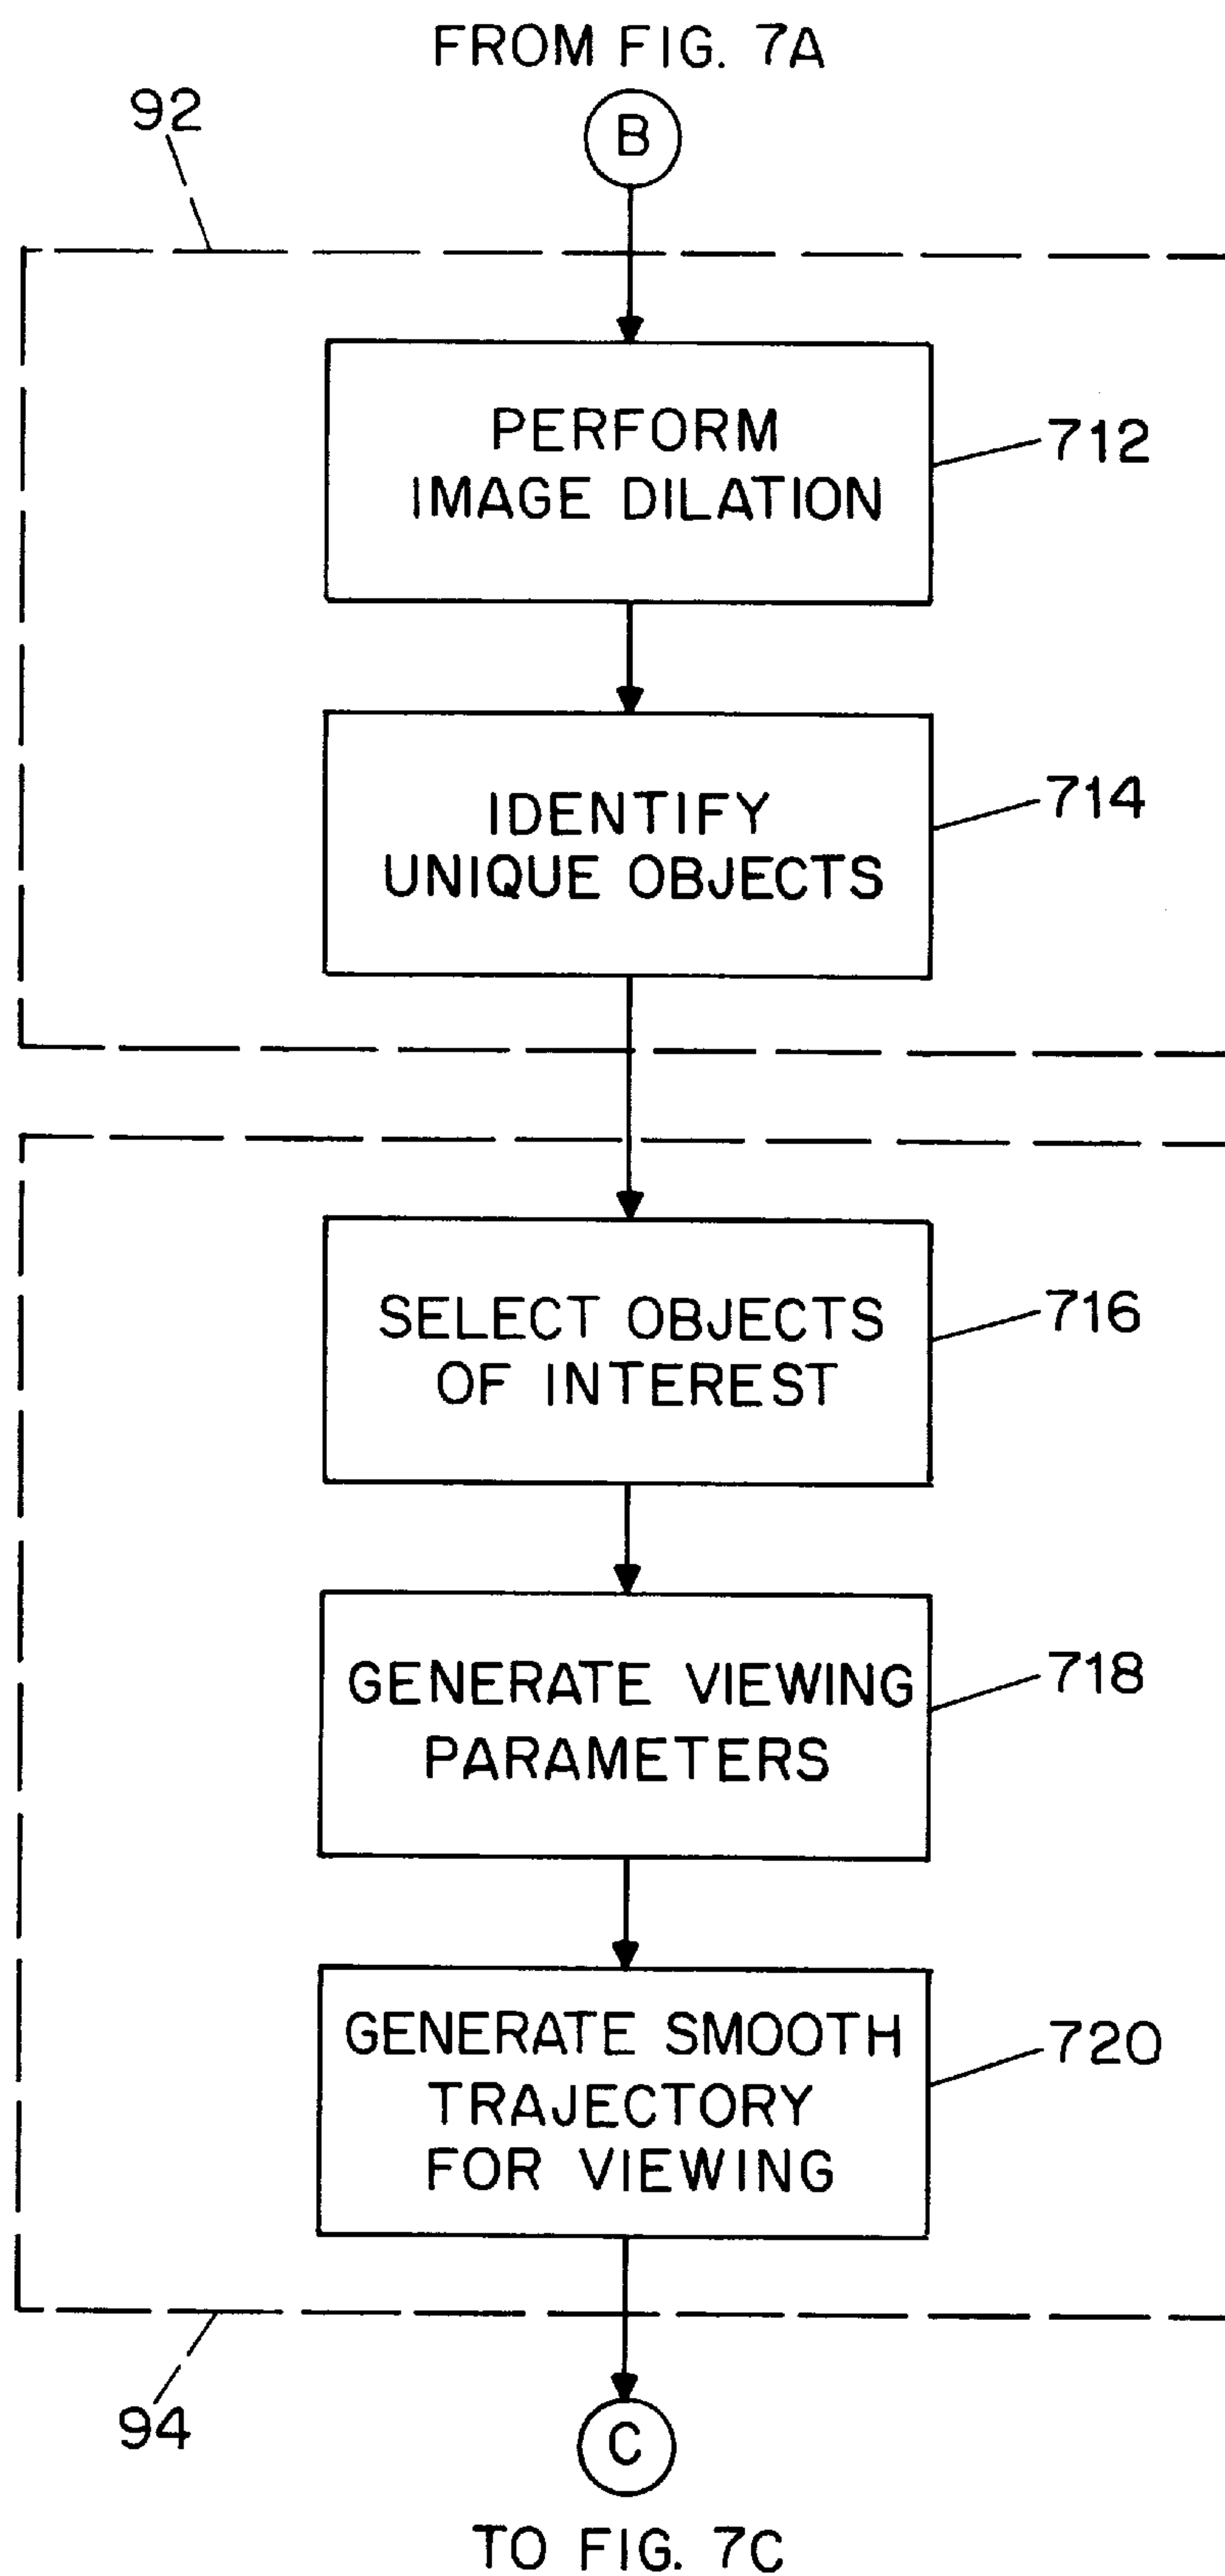 FROM FIG. 7A
92
B
PERFORM
IMAGE DILATION
712
IDENTIFY
UNIQUE OBJECTS
714
SELECT OBJECTS
OF INTEREST
716
GENERATE VIEWING
PARAMETERS
718
GENERATE SMOOTH
TRAJECTORY
FOR VIEWING
720
94
C
TO FIG. 7C